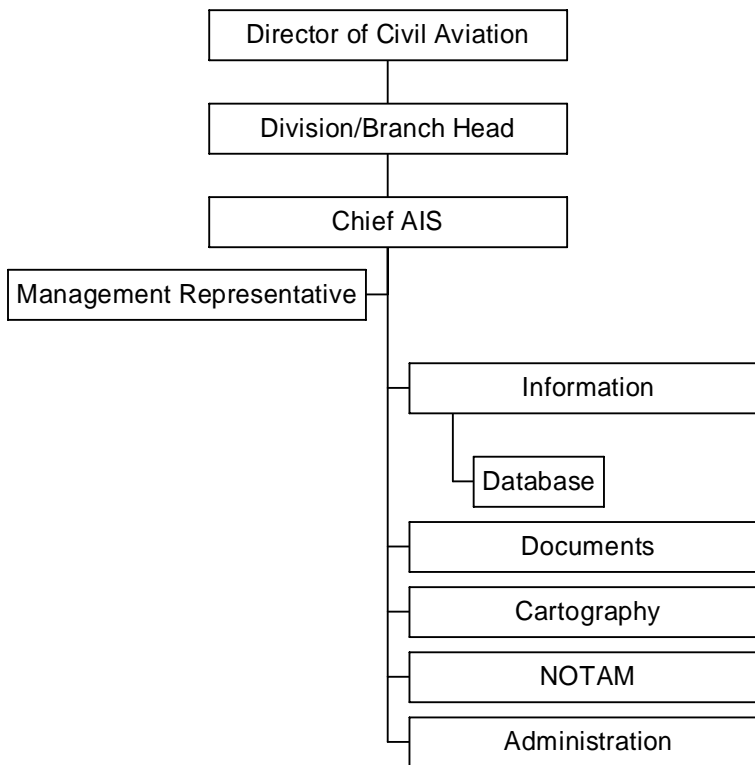 Director of Civil Aviation
Division/Branch Head
Chief AIS
Management Representative
Information
Database
Documents
Cartography
NOTAM
Administration